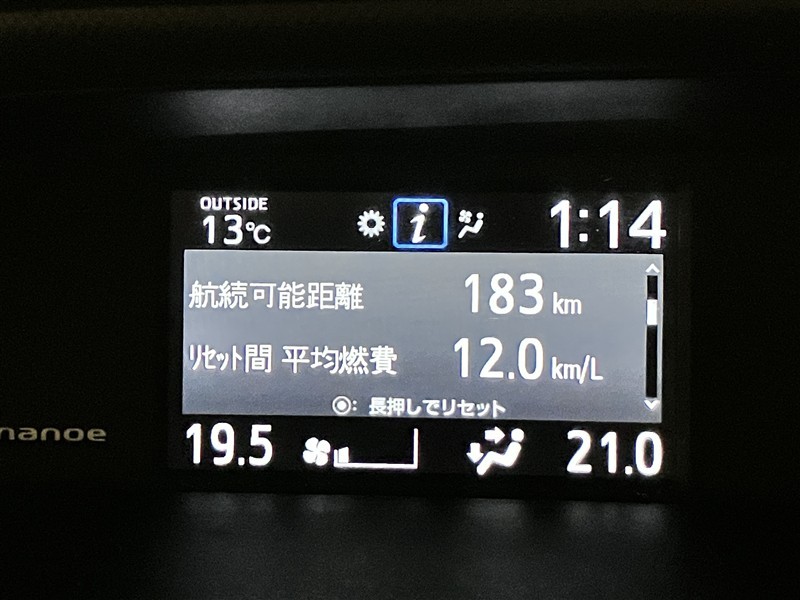 OUTSIDE
13℃
i
1:14
航続可能距離 183 km
ﾘｾｯﾄ間 平均燃費 12.0 km/L
◉: 長押しでリセット
nanoe
19.5
21.0